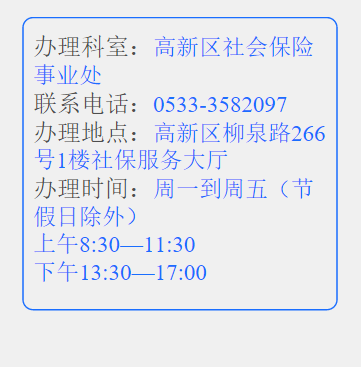 办理科室：高新区社会保险
事业处
联系电话：0533-3582097
办理地点：高新区柳泉路266
号1楼社保服务大厅
办理时间：周一到周五（节
假日除外）
上午8:30—11:30
下午13:30—17:00